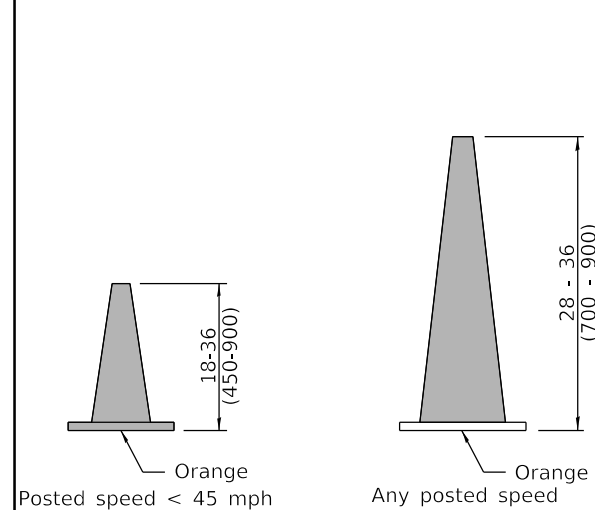 18-36
(450-900)
Orange
Posted speed < 45 mph
28 - 36
(700 - 900)
Orange
Any posted speed